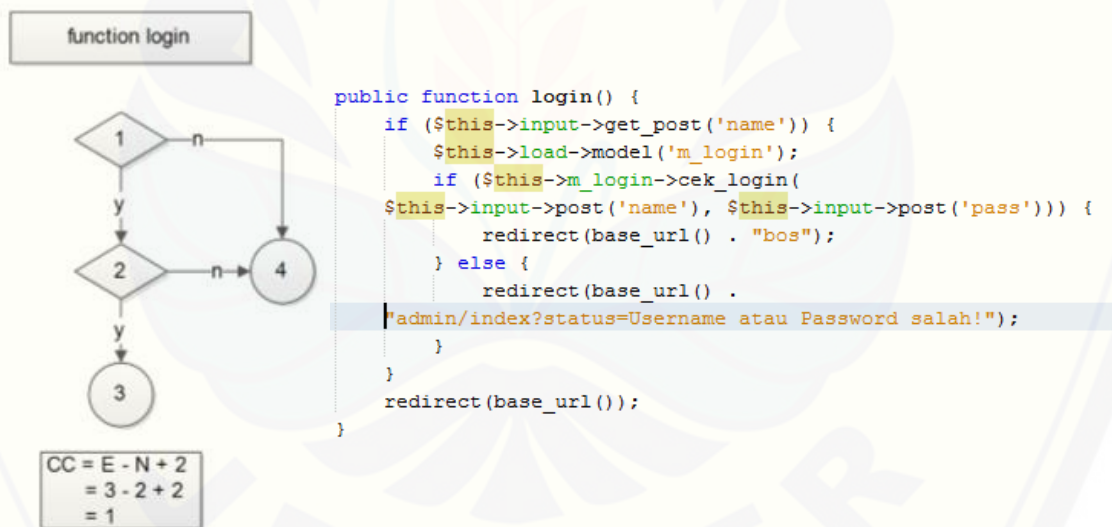 function login
1
n
y
2
n
4
y
3
CC = E - N + 2
= 3 - 2 + 2
= 1
public function login() {
if ($this->input->get_post('name')) {
$this->load->model('m_login');
if ($this->m_login->cek_login(
$this->input->post('name'), $this->input->post('pass'))) {
redirect(base_url() . "bos");
} else {
redirect(base_url() .
"admin/index?status=Username atau Password salah!");
}
}
redirect(base_url());
}